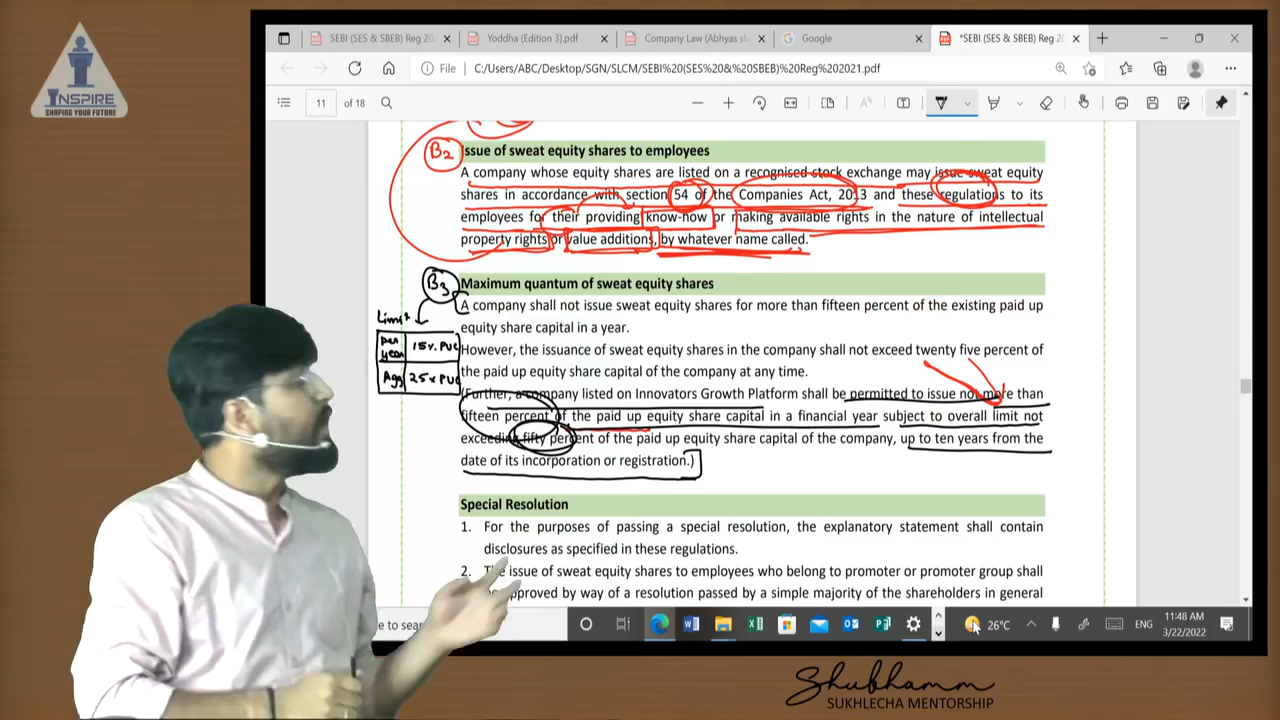 INSPIRE
SHAPING YOUR FUTURE
SEBI (SES & SBEB) Reg 20
Yoddha (Edition 3).pdf
Company Law (Abhyas sh
Google
*SEBI (SES & SBEB) Reg 2
File
C:/Users/ABC/Desktop/SGN/SLCM/SEBI%20(SES%20&%20SBEB)%20Reg%202021.pdf
11 of 18
B2 Issue of sweat equity shares to employees
A company whose equity shares are listed on a recognised stock exchange may issue sweat equity
shares in accordance with section 54 of the Companies Act, 2013 and these regulations to its
employees for their providing know-how or making available rights in the nature of intellectual
property rights or value additions, by whatever name called.
B3 Maximum quantum of sweat equity shares
A company shall not issue sweat equity shares for more than fifteen percent of the existing paid up
equity share capital in a year.
Limit
per year 15% PUC
Agg 25% PUC
However, the issuance of sweat equity shares in the company shall not exceed twenty five percent of
the paid up equity share capital of the company at any time.
(Further, a company listed on Innovators Growth Platform shall be permitted to issue not more than
fifteen percent of the paid up equity share capital in a financial year subject to overall limit not
exceeding fifty percent of the paid up equity share capital of the company, up to ten years from the
date of its incorporation or registration.)
Special Resolution
1. For the purposes of passing a special resolution, the explanatory statement shall contain
disclosures as specified in these regulations.
2. The issue of sweat equity shares to employees who belong to promoter or promoter group shall
approved by way of a resolution passed by a simple majority of the shareholders in general
e to sear
26°C
ENG
11:48 AM
3/22/2022
Shubhamm
SUKHLECHA MENTORSHIP